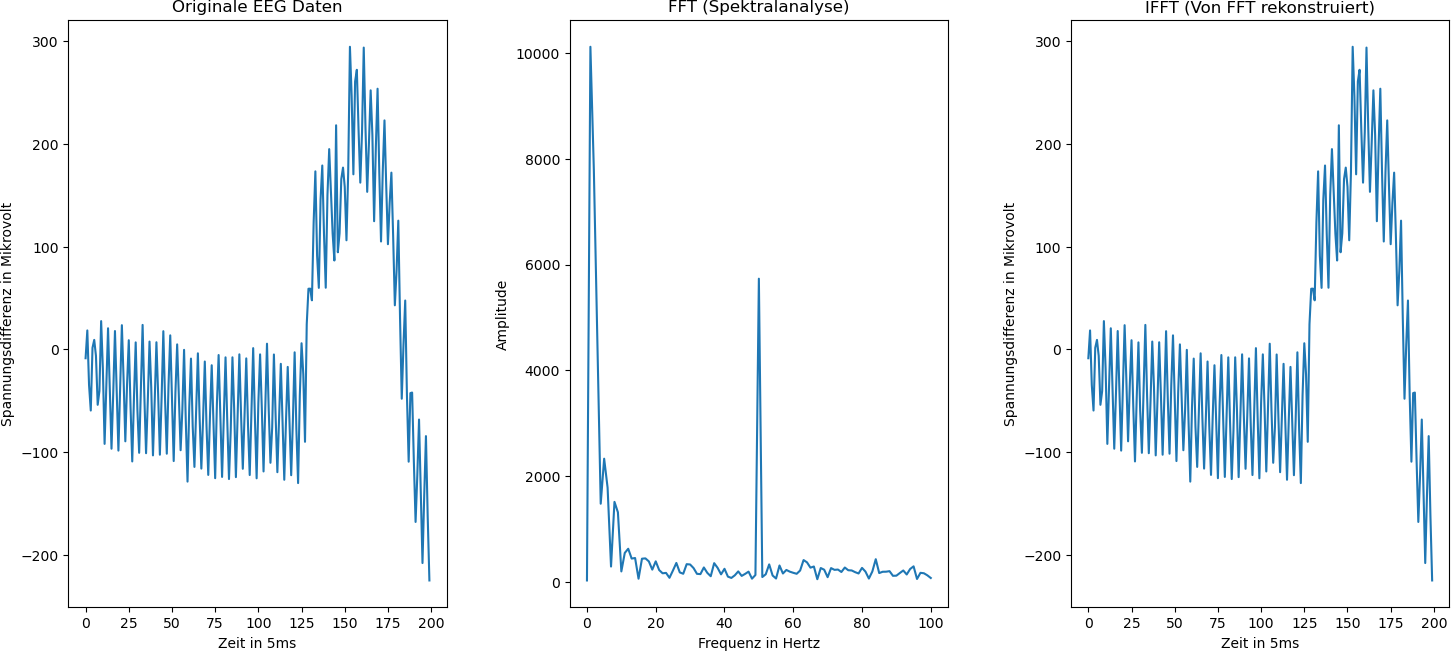 Originale EEG Daten
Spannungsdifferenz in Mikrovolt
300
200
100
0
−100
−200
0 25 50 75 100 125 150 175 200
Zeit in 5ms
FFT (Spektralanalyse)
Amplitude
10000
8000
6000
4000
2000
0
0 20 40 60 80 100
Frequenz in Hertz
IFFT (Von FFT rekonstruiert)
Spannungsdifferenz in Mikrovolt
300
200
100
0
−100
−200
0 25 50 75 100 125 150 175 200
Zeit in 5ms